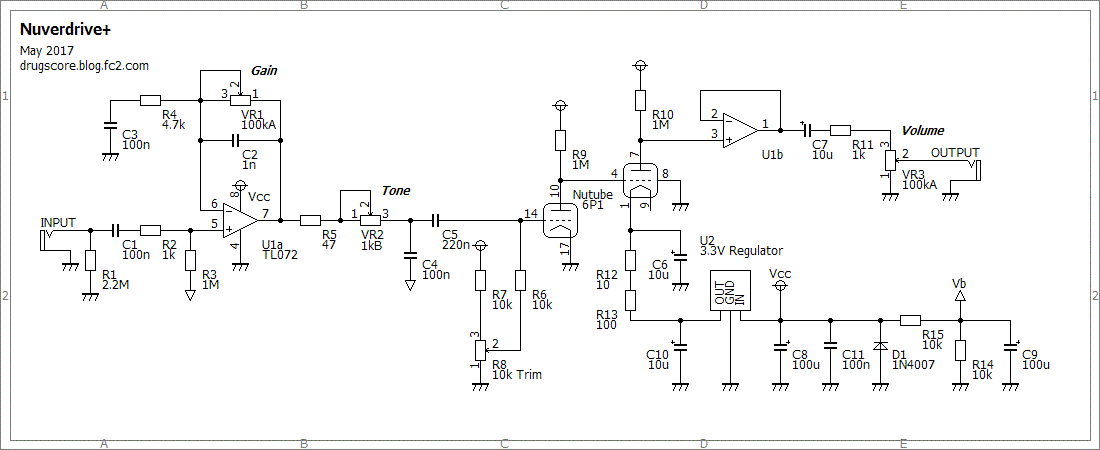 A B C D E
Nuverdrive+
May 2017
drugscore.blog.fc2.com
1
2
Gain
2
3 1
VR1
100kA
R4
4.7k
C3
100n
C2
1n
Vcc
8
6
5
7
4
U1a
TL072
INPUT
C1
100n
R2
1k
R1
2.2M
R3
1M
R5
47
Tone
2
1 3
VR2
1kB
C5
220n
C4
100n
R7
10k
R6
10k
3
2
1
R8
10k Trim
14
R9
1M
10
17
Nutube
6P1
R10
1M
7
4
8
1 9
2
3
1
U1b
C7
10u
R11
1k
Volume
3
2
1
VR3
100kA
OUTPUT
C6
10u
R12
10
R13
100
U2
3.3V Regulator
OUT
GND
IN
Vcc
C10
10u
C8
100u
C11
100n
D1
1N4007
R15
10k
Vb
R14
10k
C9
100u
1
2
A B C D E